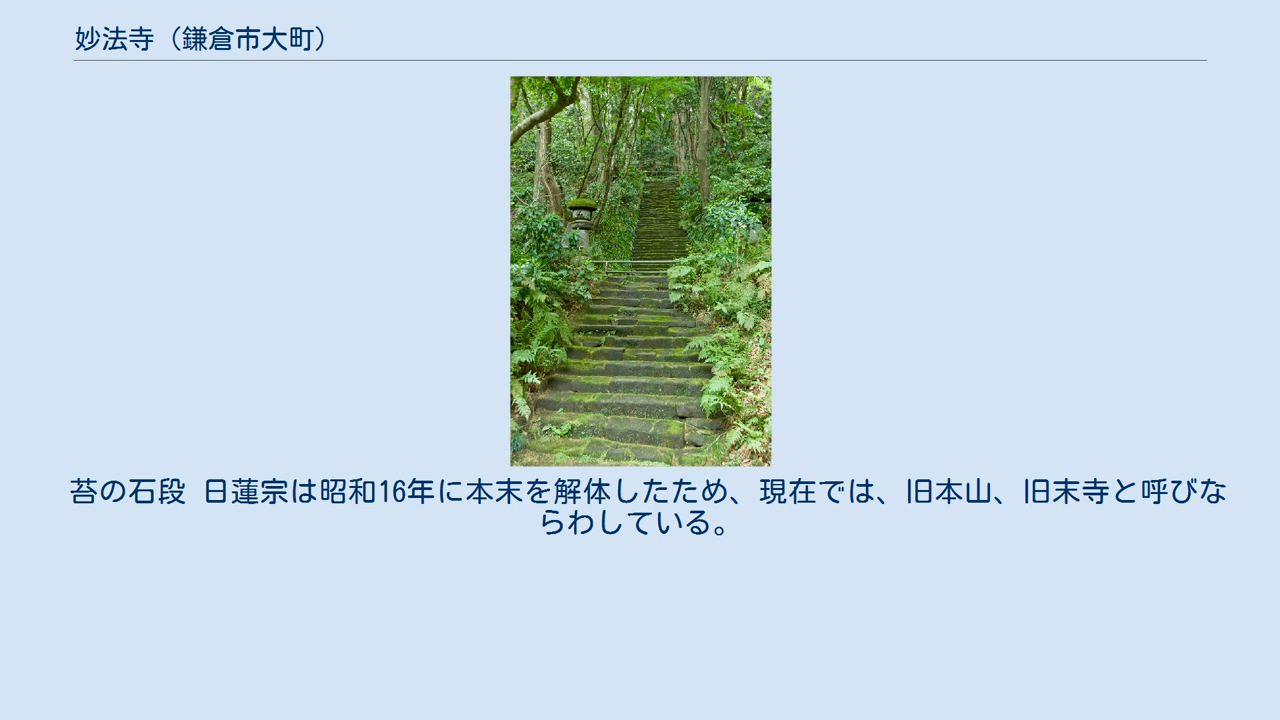 妙法寺（鎌倉市大町）
苔の石段 日蓮宗は昭和16年に本末を解体したため、現在では、旧本山、旧末寺と呼びな
らわしている。